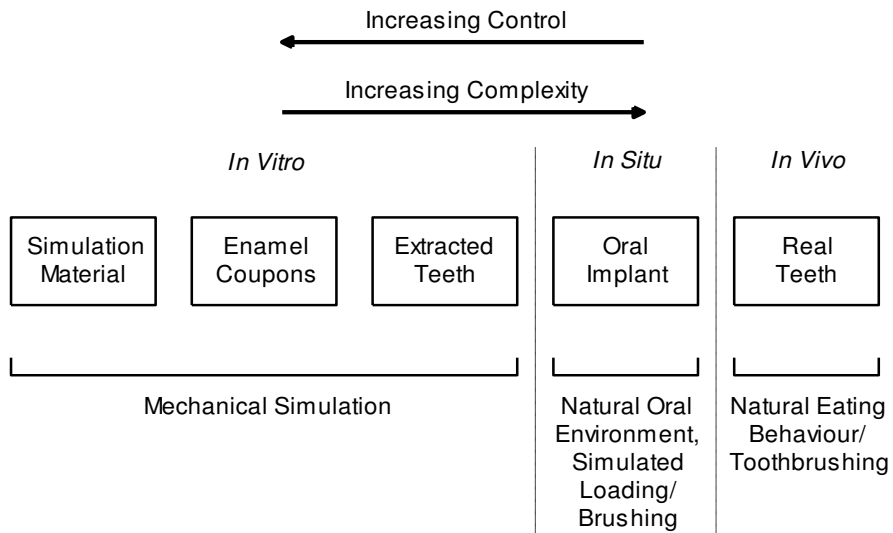 Increasing Control
Increasing Complexity
In Vitro
In Situ
In Vivo
Simulation
Material
Enamel
Coupons
Extracted
Teeth
Oral
Implant
Real
Teeth
Mechanical Simulation
Natural Oral
Environment,
Simulated
Loading/
Brushing
Natural Eating
Behaviour/
Toothbrushing